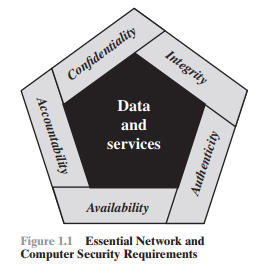 Confidentiality
Integrity
Data
and
services
Accountability
Authenticity
Availability
Figure 1.1 Essential Network and
Computer Security Requirements